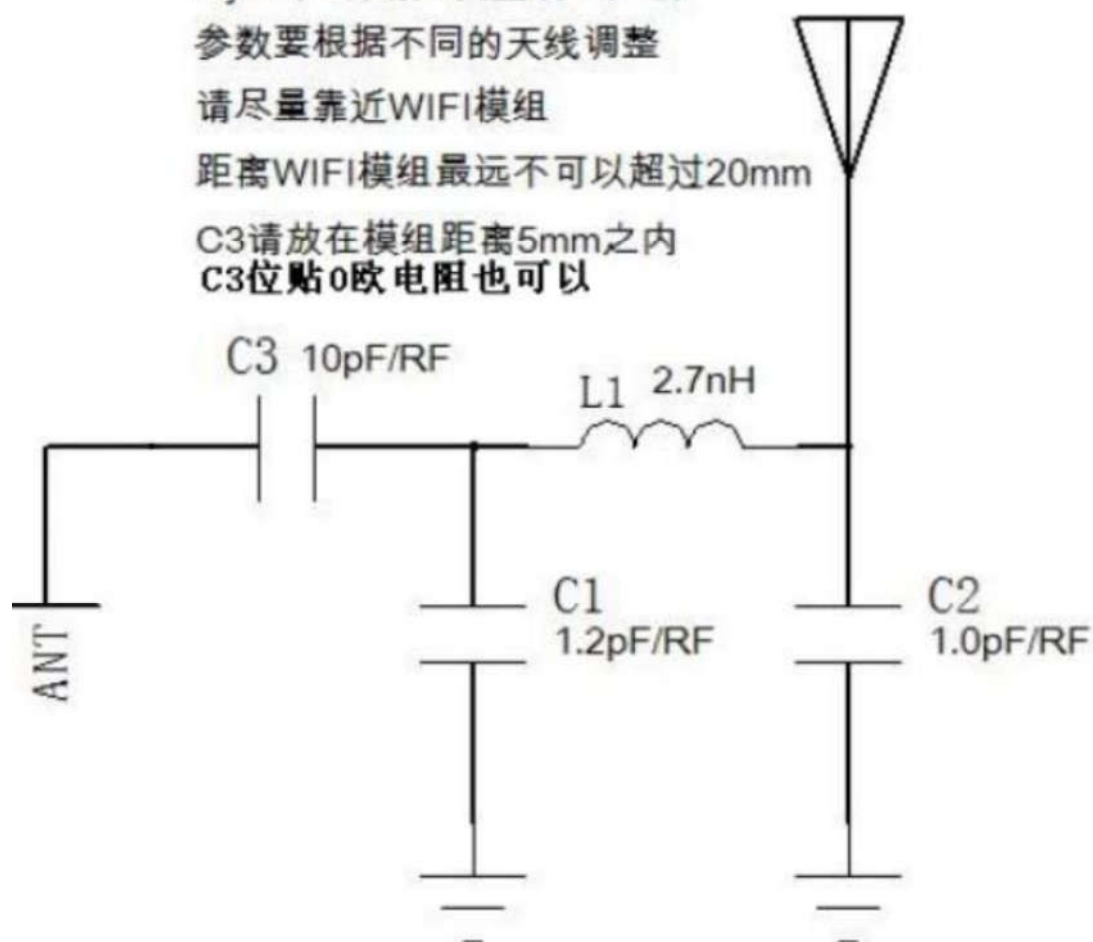 参数要根据不同的天线调整
请尽量靠近WIFI模组
距离WIFI模组最远不可以超过20mm
C3请放在模组距离5mm之内
C3位贴0欧电阻也可以
C3 10pF/RF
L1 2.7nH
C1
1.2pF/RF
C2
1.0pF/RF
ANT